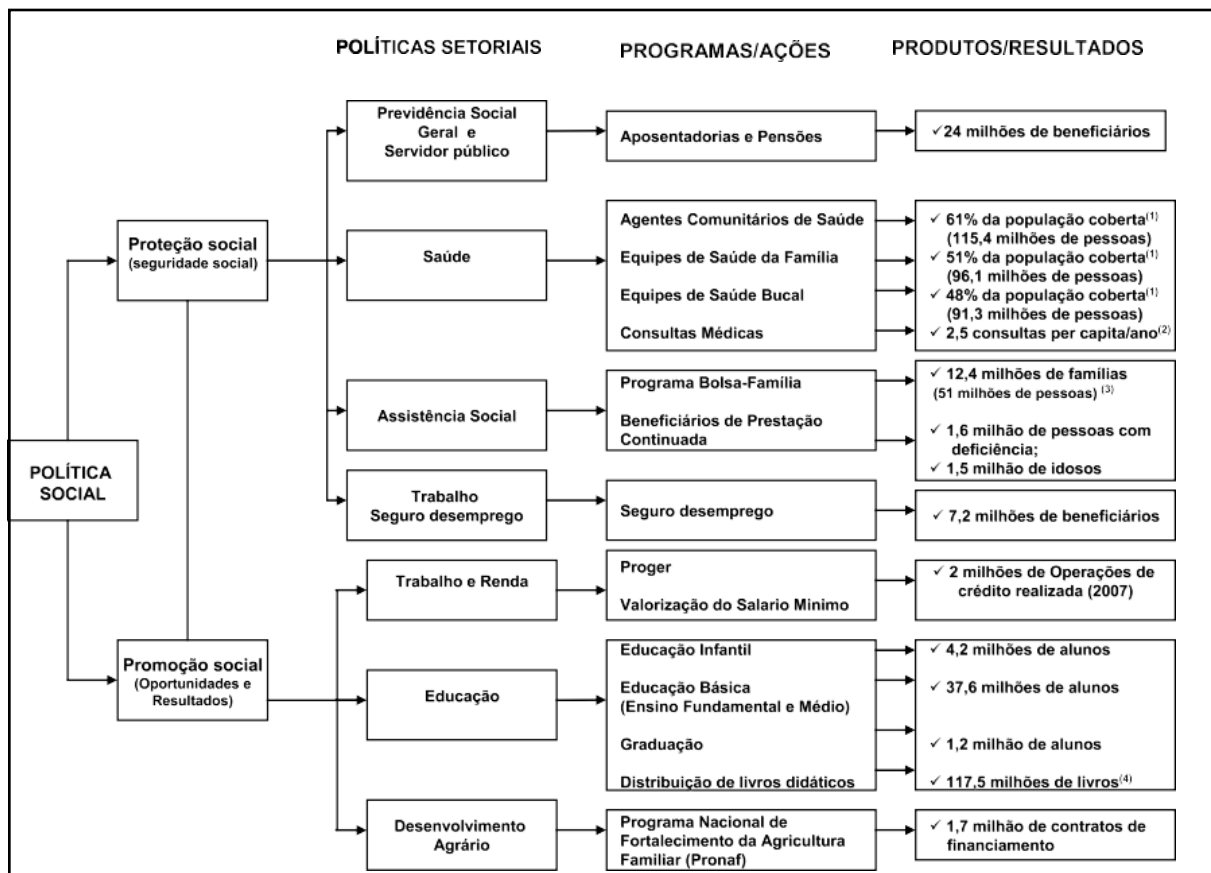 POLÍTICAS SETORIAIS
PROGRAMAS/AÇÕES
PRODUTOS/RESULTADOS
POLÍTICA
SOCIAL
Proteção social
(seguridade social)
Previdência Social
Geral e
Servidor público
Aposentadorias e Pensões
✓24 milhões de beneficiários
Saúde
Agentes Comunitários de Saúde
Equipes de Saúde da Família
Equipes de Saúde Bucal
Consultas Médicas
✓ 61% da população coberta(1)
(115,4 milhões de pessoas)
✓ 51% da população coberta(1)
(96,1 milhões de pessoas)
✓ 48% da população coberta(1)
(91,3 milhões de pessoas)
✓ 2,5 consultas per capita/ano(2)
Assistência Social
Programa Bolsa-Família
Beneficiários de Prestação
Continuada
✓ 12,4 milhões de famílias
(51 milhões de pessoas) (3)
✓ 1,6 milhão de pessoas com
deficiência;
✓ 1,5 milhão de idosos
Trabalho
Seguro desemprego
Seguro desemprego
✓ 7,2 milhões de beneficiários
Promoção social
(Oportunidades e
Resultados)
Trabalho e Renda
Proger
Valorização do Salario Minimo
✓ 2 milhões de Operações de
crédito realizada (2007)
Educação
Educação Infantil
Educação Básica
(Ensino Fundamental e Médio)
Graduação
Distribuição de livros didáticos
✓ 4,2 milhões de alunos
✓ 37,6 milhões de alunos
✓ 1,2 milhão de alunos
✓ 117,5 milhões de livros(4)
Desenvolvimento
Agrário
Programa Nacional de
Fortalecimento da Agricultura
Familiar (Pronaf)
✓ 1,7 milhão de contratos de
financiamento